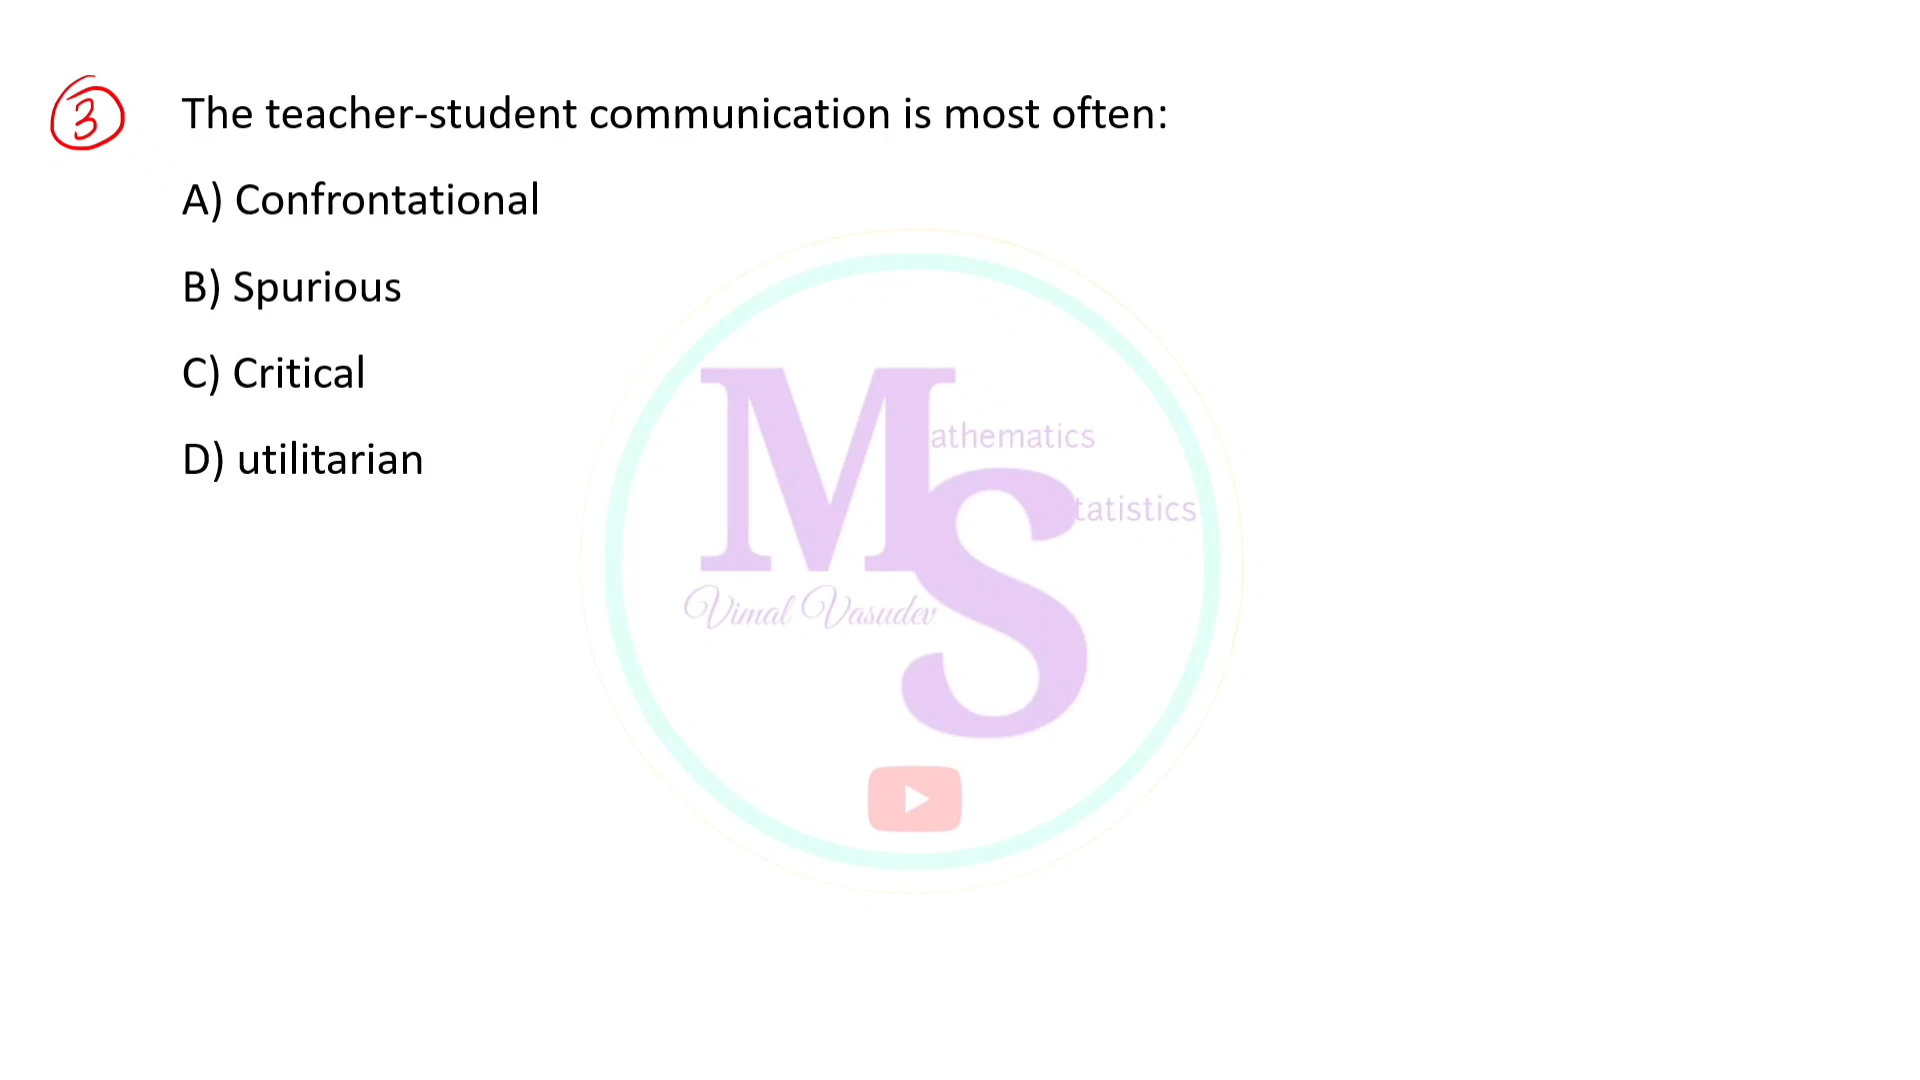 3 The teacher-student communication is most often:
A) Confrontational
B) Spurious
C) Critical
D) utilitarian
M
athematics
S
tatistics
Vimal Vasudev